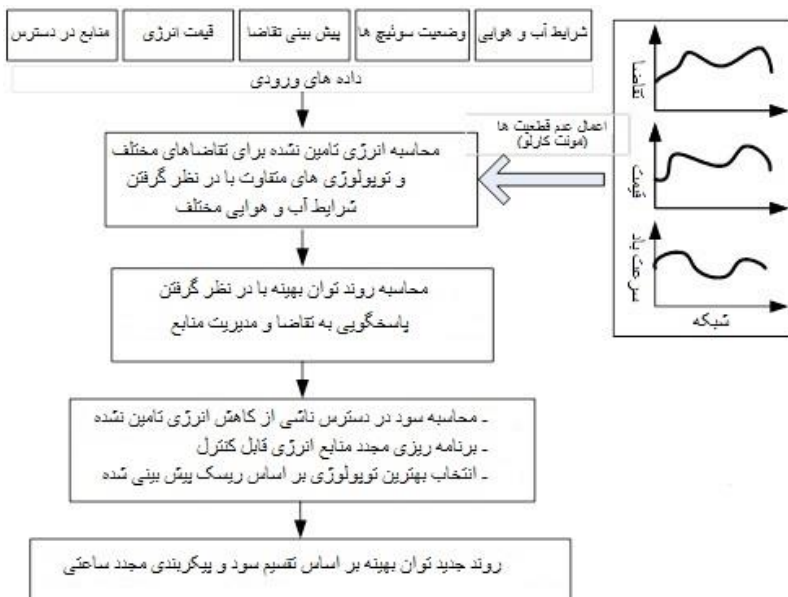 شرایط آب و هوایی
وضعیت سوئیچ ها
پیش بینی تقاضا
قیمت انرژی
منابع در دسترس
داده های ورودی
اعمال عدم قطعیت ها
(مونت کارلو)
تقاضا
قیمت
سرعت باد
شبکه
محاسبه انرژی تامین نشده برای تقاضاهای مختلف
و توپولوژی های متفاوت با در نظر گرفتن
شرایط آب و هوایی مختلف
محاسبه روند توان بهینه با در نظر گرفتن
پاسخگویی به تقاضا و مدیریت منابع
- محاسبه سود در دسترس ناشی از کاهش انرژی تامین نشده
- برنامه ریزی مجدد منابع انرژی قابل کنترل
- انتخاب بهترین توپولوژی بر اساس ریسک پیش بینی شده
روند جدید توان بهینه بر اساس تقسیم سود و پیکربندی مجدد ساعتی